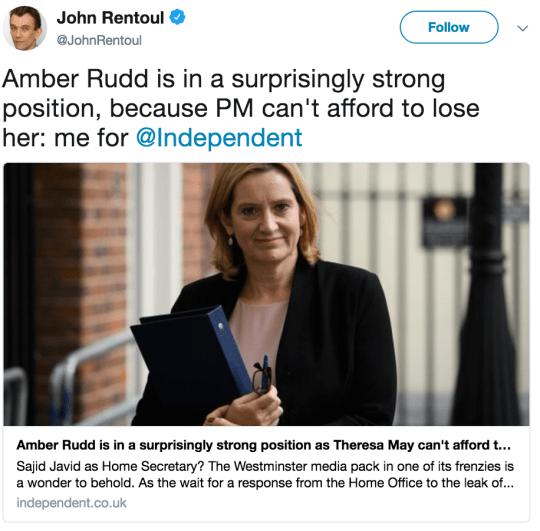 John Rentoul
@JohnRentoul
Follow
Amber Rudd is in a surprisingly strong
position, because PM can't afford to lose
her: me for @Independent
Amber Rudd is in a surprisingly strong position as Theresa May can't afford t...
Sajid Javid as Home Secretary? The Westminster media pack in one of its frenzies is
a wonder to behold. As the wait for a response from the Home Office to the leak of...
independent.co.uk